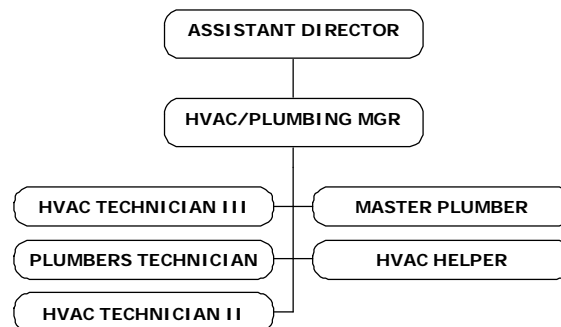 ASSISTANT DIRECTOR
HVAC/PLUMBING MGR
HVAC TECHNICIAN III
MASTER PLUMBER
PLUMBERS TECHNICIAN
HVAC HELPER
HVAC TECHNICIAN II